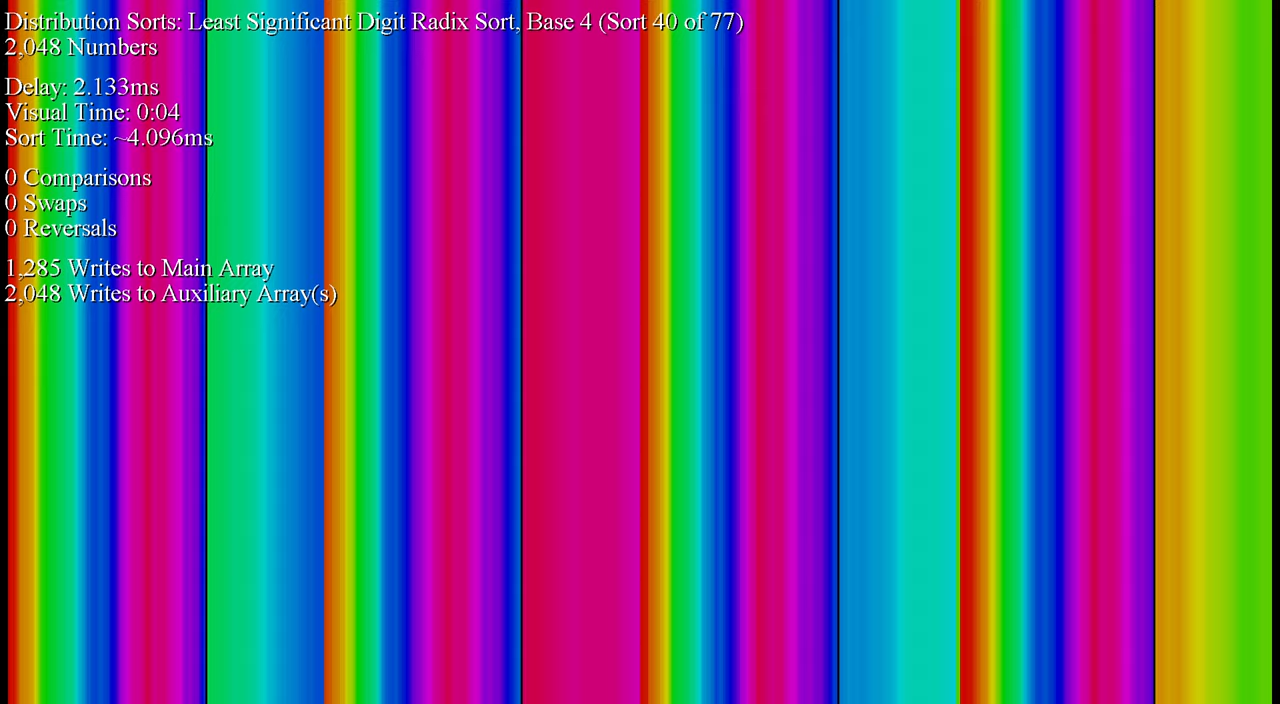 Distribution Sorts: Least Significant Digit Radix Sort, Base 4 (Sort 40 of 77)
2,048 Numbers
Delay: 2.133ms
Visual Time: 0:04
Sort Time: ~4.096ms
0 Comparisons
0 Swaps
0 Reversals
1,285 Writes to Main Array
2,048 Writes to Auxiliary Array(s)